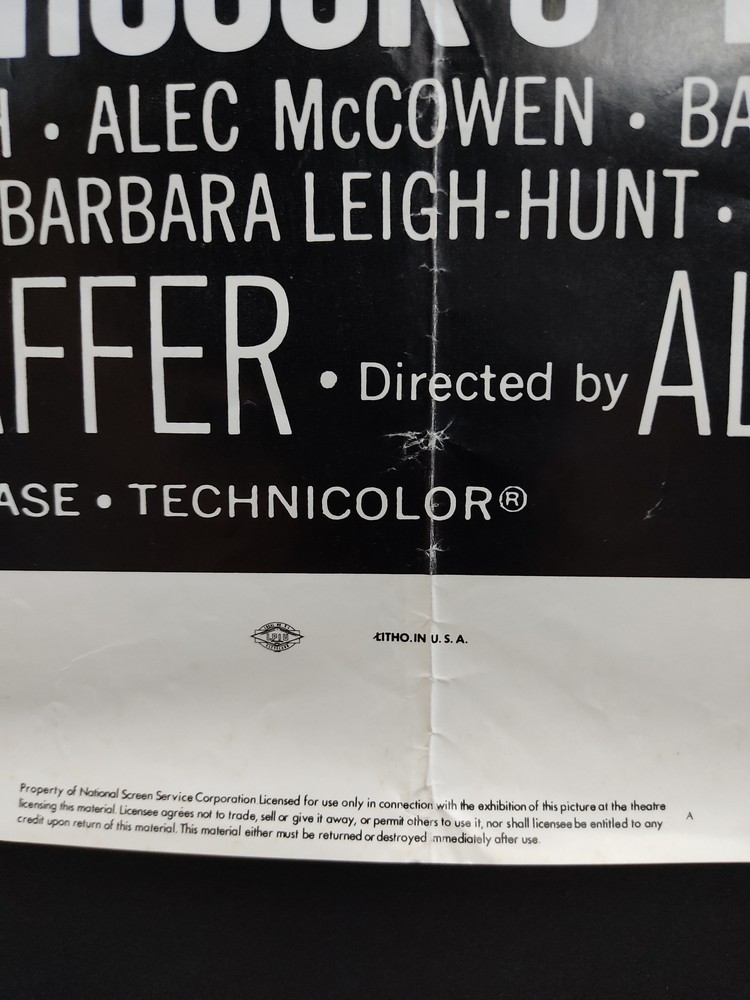 H • ALEC McCOWEN • BA
BARBARA LEIGH-HUNT •
AFFER • Directed by AL
ASE • TECHNICOLOR®
LITHO. IN U. S. A.
Property of National Screen Service Corporation Licensed for use only in connection with the exhibition of this picture at the theatre
licensing this material. Licensee agrees not to trade, sell or give it away, or permit others to use it, nor shall licensee be entitled to any
credit upon return of this material. This material either must be returned or destroyed mmediately after use.
A